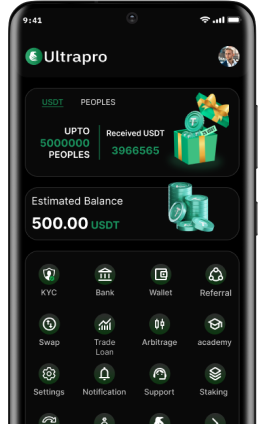 9:41
Ultrapro
USDT PEOPLES
UPTO
5000000
PEOPLES
Received USDT
3966565
Estimated Balance
500.00 USDT
KYC Bank Wallet Referral
Swap Trade Loan Arbitrage academy
Settings Notification Support Staking